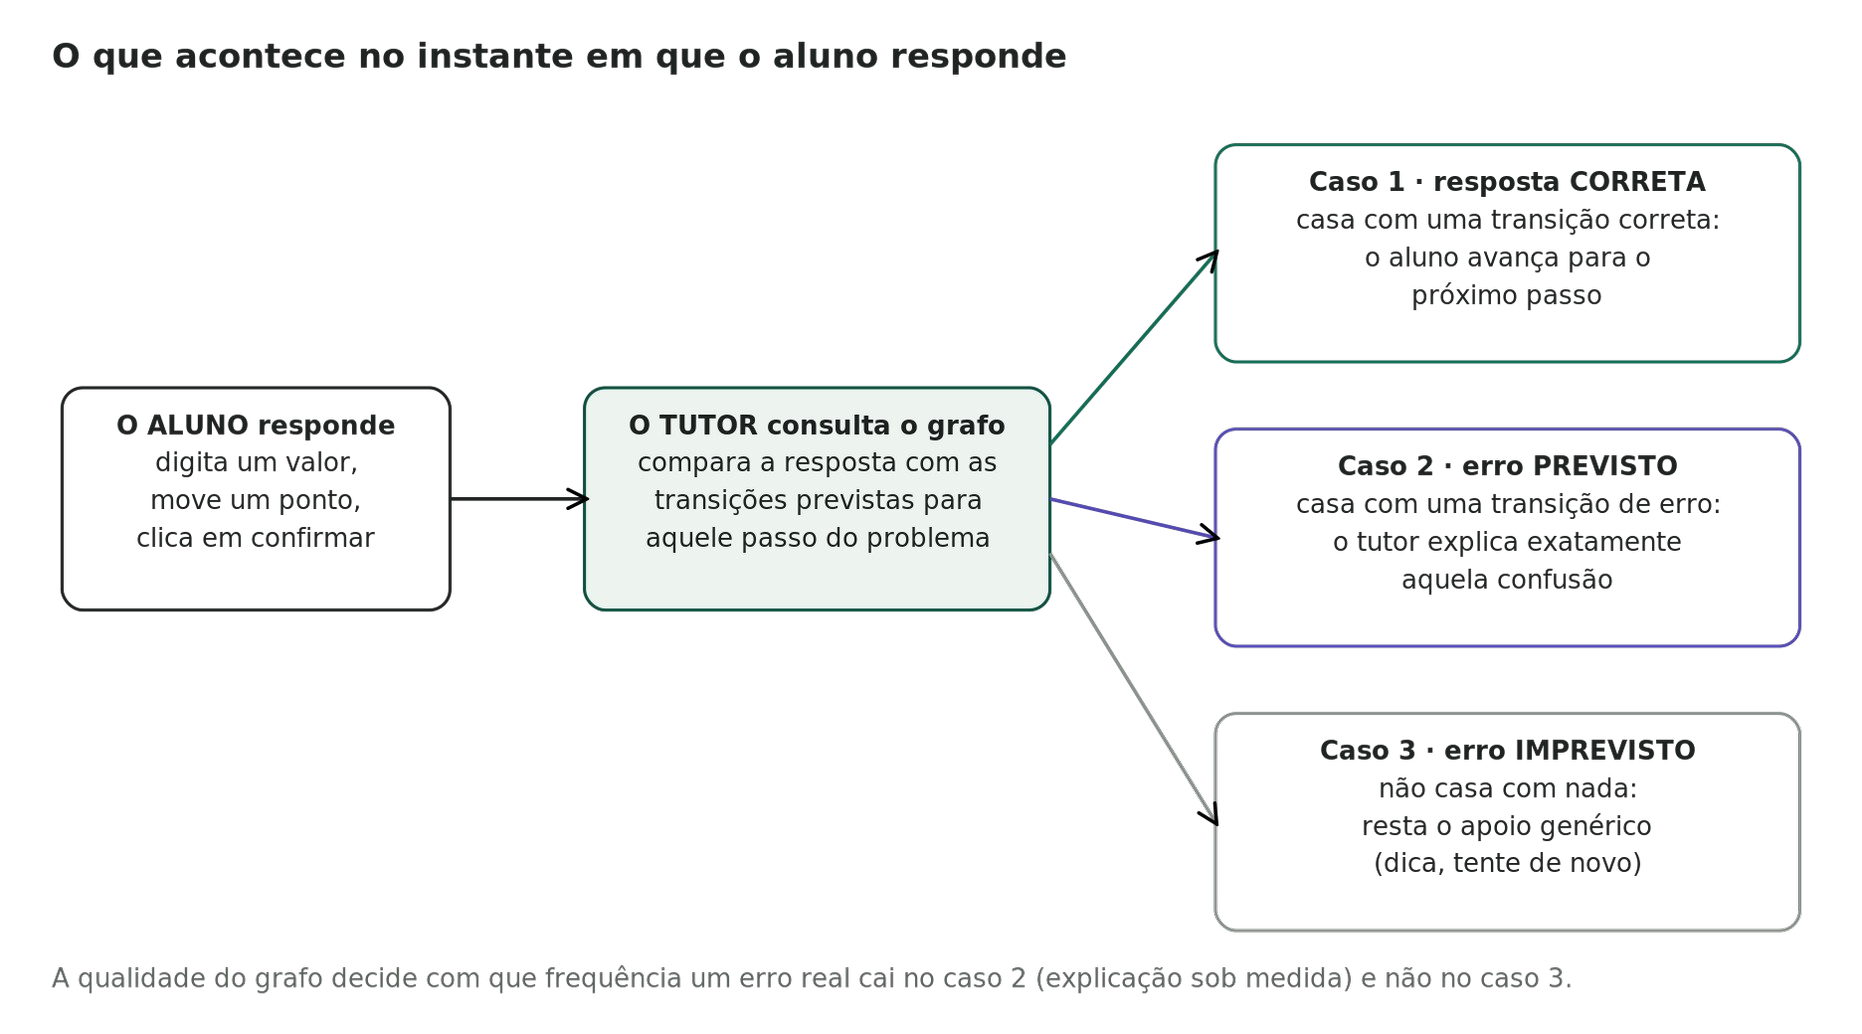 O que acontece no instante em que o aluno responde
O ALUNO responde
digita um valor,
move um ponto,
clica em confirmar
O TUTOR consulta o grafo
compara a resposta com as
transições previstas para
aquele passo do problema
Caso 1 · resposta CORRETA
casa com uma transição correta:
o aluno avança para o
próximo passo
Caso 2 · erro PREVISTO
casa com uma transição de erro:
o tutor explica exatamente
aquela confusão
Caso 3 · erro IMPREVISTO
não casa com nada:
resta o apoio genérico
(dica, tente de novo)
A qualidade do grafo decide com que frequência um erro real cai no caso 2 (explicação sob medida) e não no caso 3.